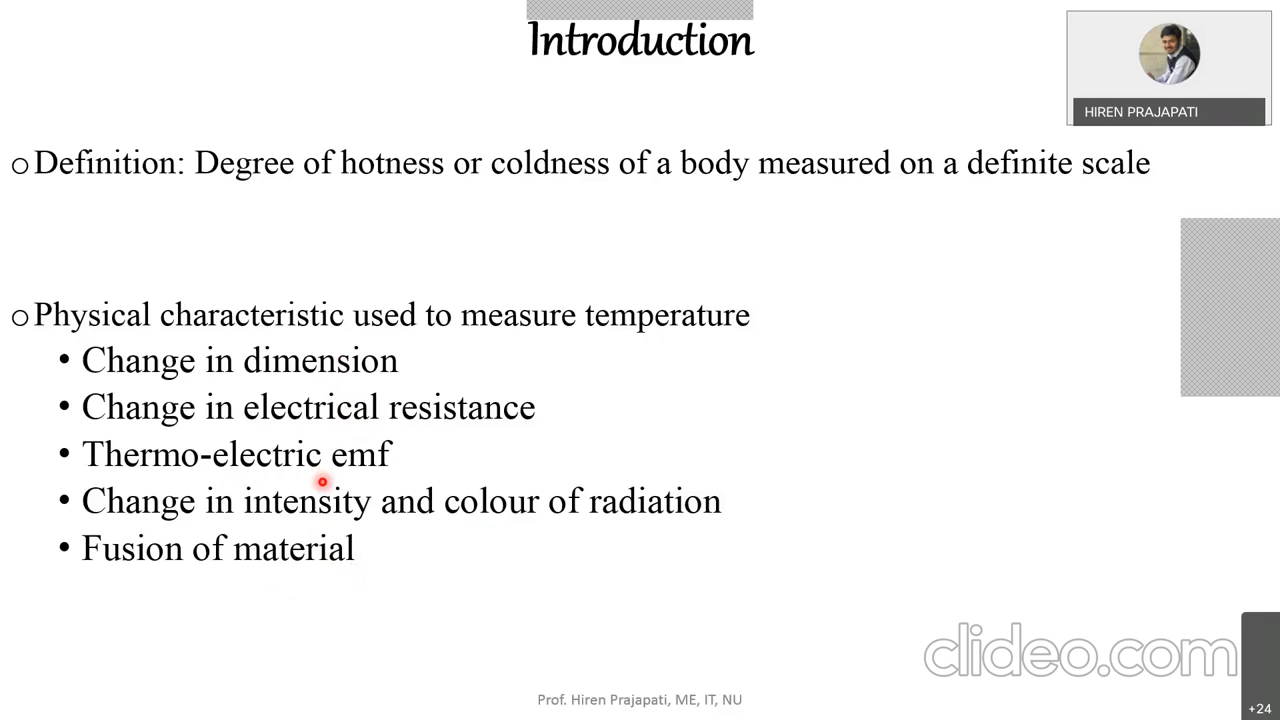 Introduction
HIREN PRAJAPATI
o Definition: Degree of hotness or coldness of a body measured on a definite scale
o Physical characteristic used to measure temperature
• Change in dimension
• Change in electrical resistance
• Thermo-electric emf
• Change in intensity and colour of radiation
• Fusion of material
clideo.com
Prof. Hiren Prajapati, ME, IT, NU
+24